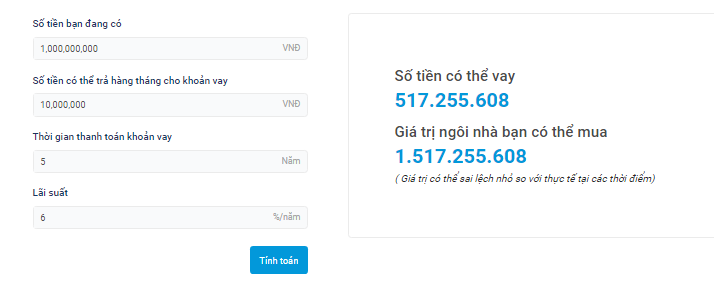 Số tiền bạn đang có
1,000,000,000 VNĐ
Số tiền có thể trả hàng tháng cho khoản vay
10,000,000 VNĐ
Thời gian thanh toán khoản vay
5 Năm
Lãi suất
6 %/năm
Tính toán
Số tiền có thể vay
517.255.608
Giá trị ngôi nhà bạn có thể mua
1.517.255.608
( Giá trị có thể sai lệch nhỏ so với thực tế tại các thời điểm)